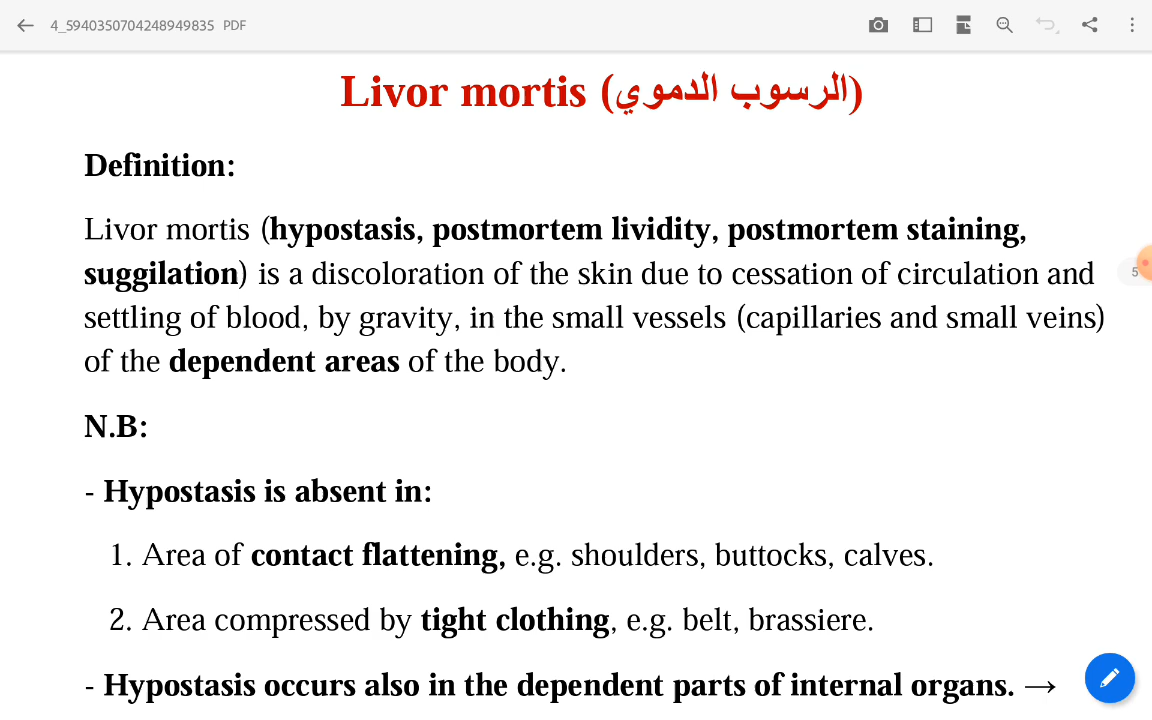 4_5940350704248949835 PDF
Livor mortis (الرسوب الدموي)
Definition:
Livor mortis (hypostasis, postmortem lividity, postmortem staining,
suggilation) is a discoloration of the skin due to cessation of circulation and
settling of blood, by gravity, in the small vessels (capillaries and small veins)
of the dependent areas of the body.
5
N.B:
- Hypostasis is absent in:
1. Area of contact flattening, e.g. shoulders, buttocks, calves.
2. Area compressed by tight clothing, e.g. belt, brassiere.
- Hypostasis occurs also in the dependent parts of internal organs. →